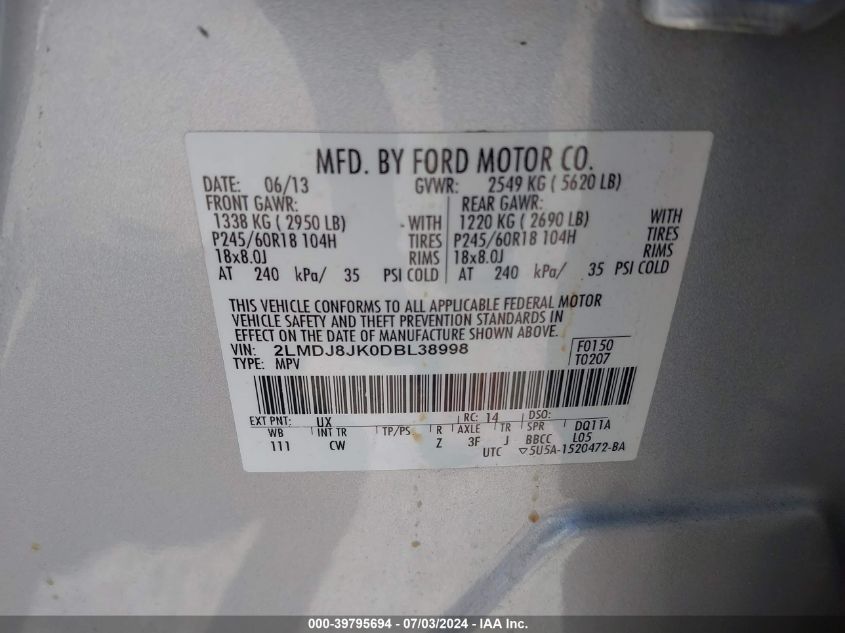 MFD. BY FORD MOTOR CO.
DATE: 06/13 GVWR: 2549 KG ( 5620 LB)
FRONT GAWR: REAR GAWR:
1338 KG ( 2950 LB) WITH 1220 KG ( 2690 LB) WITH
P245/60R18 104H TIRES P245/60R18 104H TIRES
18x8.0J RIMS 18x8.0J RIMS
AT 240 kPa/ 35 PSI COLD AT 240 kPa/ 35 PSI COLD
THIS VEHICLE CONFORMS TO ALL APPLICABLE FEDERAL MOTOR
VEHICLE SAFETY AND THEFT PREVENTION STANDARDS IN
EFFECT ON THE DATE OF MANUFACTURE SHOWN ABOVE.
VIN: 2LMDJ8JK0DBL38998 F0150
TYPE: MPV T0207
EXT PNT: UX RC: 14 DSO:
WB INT TR TP/PS R AXLE TR SPR DQ11A
111 CW Z 3F J BBCC L05
UTC ▽5U5A-1520472-BA
000-39795694 - 07/03/2024 - IAA Inc.